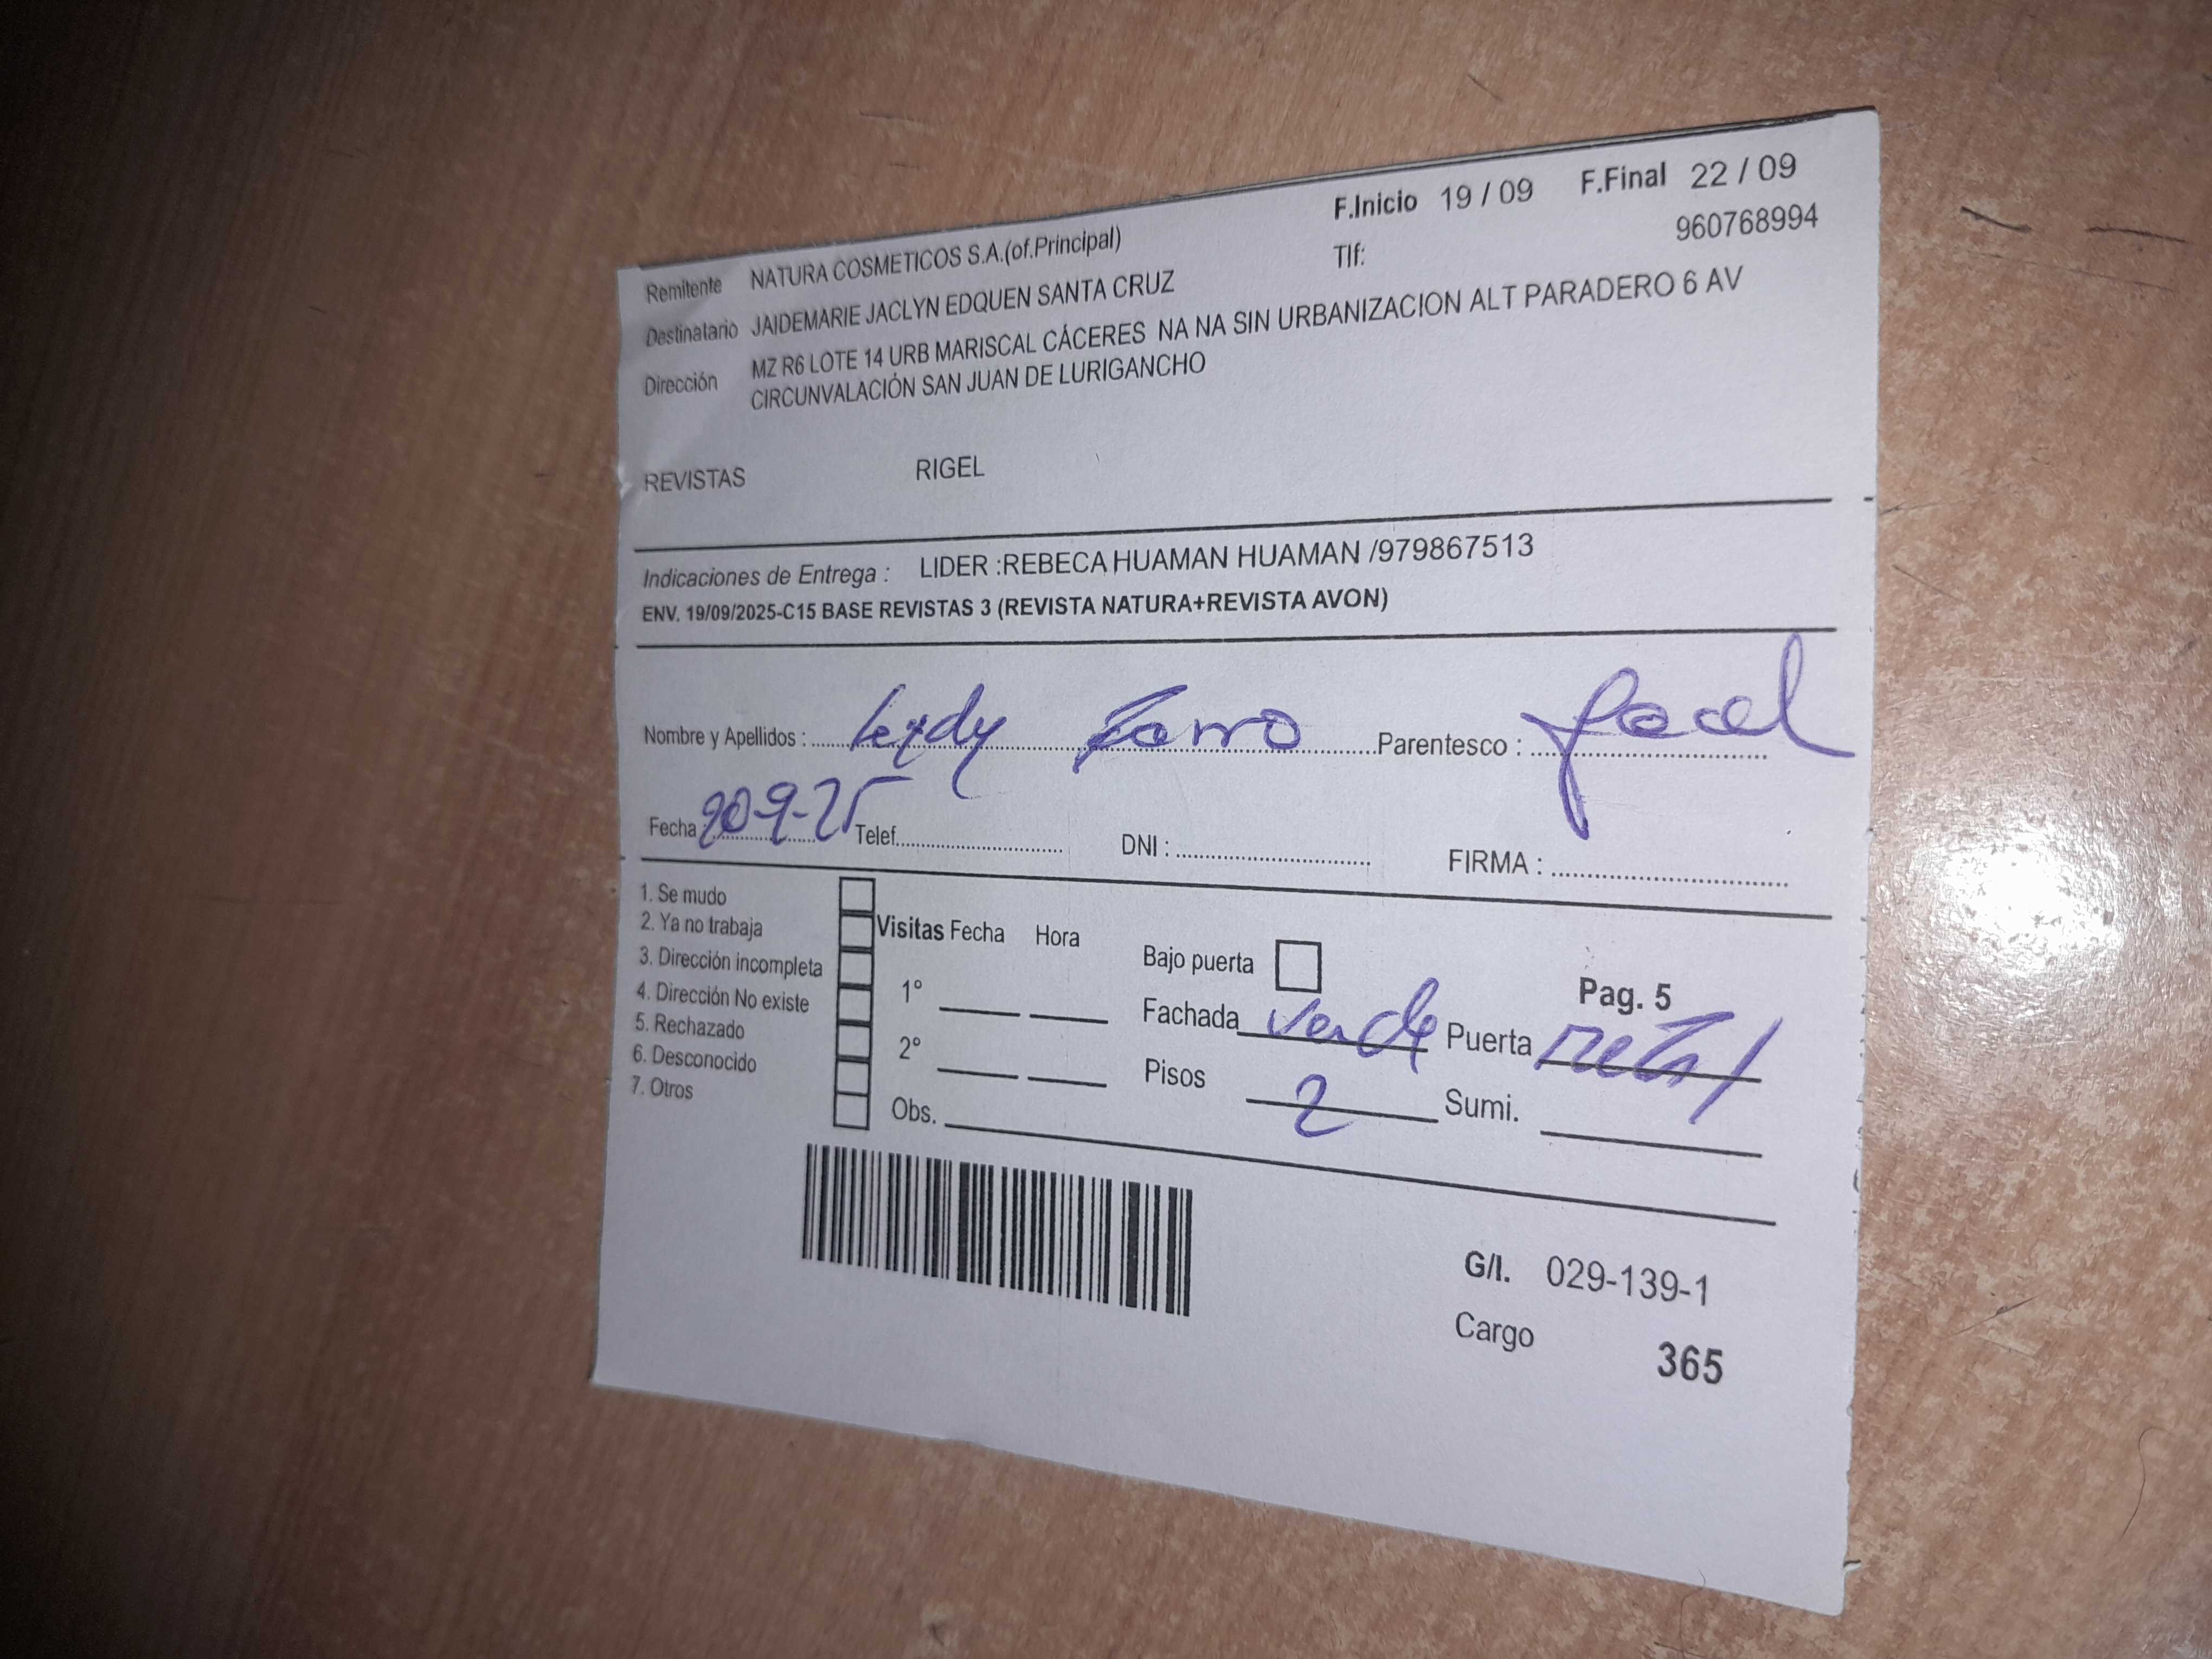 F.Inicio 19 / 09 F.Final 22 / 09
Remitente NATURA COSMETICOS S.A.(of.Principal) Tlf: 960768994
Destinatario JAIDEMARIE JACLYN EDQUEN SANTA CRUZ
Dirección MZ R6 LOTE 14 URB MARISCAL CÁCERES NA NA SIN URBANIZACION ALT PARADERO 6 AV
CIRCUNVALACIÓN SAN JUAN DE LURIGANCHO
REVISTAS RIGEL
Indicaciones de Entrega : LIDER :REBECA HUAMAN HUAMAN /979867513
ENV. 19/09/2025-C15 BASE REVISTAS 3 (REVISTA NATURA+REVISTA AVON)
Nombre y Apellidos : Leydy Parentesco :
Fecha 20-9-25 Telef. DNI : FIRMA :
1. Se mudo
2. Ya no trabaja
3. Dirección incompleta
4. Dirección No existe
5. Rechazado
6. Desconocido
7. Otros
Visitas Fecha Hora
1°
2°
Obs.
Bajo puerta
Pag. 5
Fachada verde Puerta metal
Pisos 2 Sumi.
G/I. 029-139-1
Cargo 365